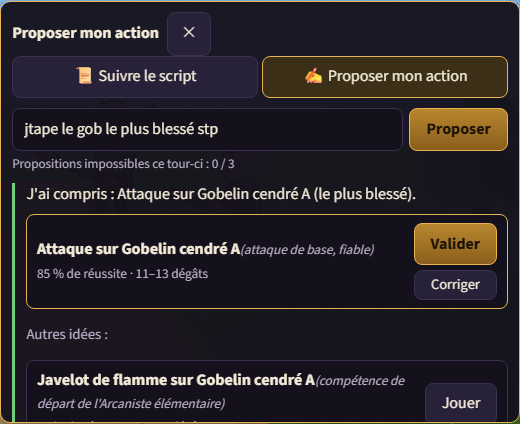 Proposer mon action ×
📜 Suivre le script ✍️ Proposer mon action
jtape le gob le plus blessé stp Proposer
Propositions impossibles ce tour-ci : 0 / 3
J'ai compris : Attaque sur Gobelin cendré A (le plus blessé).
Attaque sur Gobelin cendré A(attaque de base, fiable)
85 % de réussite · 11–13 dégâts
Valider
Corriger
Autres idées :
Javelot de flamme sur Gobelin cendré A(compétence de
départ de l'Arcaniste élémentaire)
Jouer